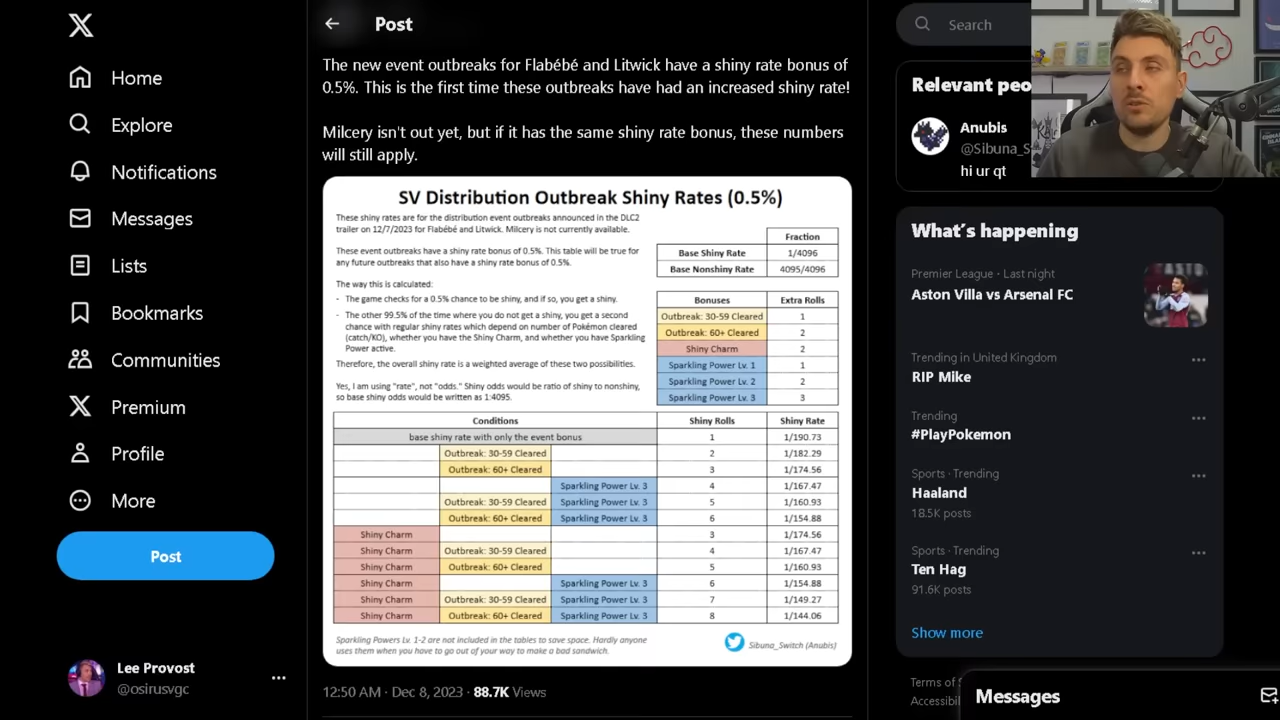 Home
Explore
Notifications
Messages
Lists
Bookmarks
Communities
Premium
Profile
More
Post
Lee Provost
@osirusvgc
Post
The new event outbreaks for Flabébé and Litwick have a shiny rate bonus of
0.5%. This is the first time these outbreaks have had an increased shiny rate!
Milcery isn't out yet, but if it has the same shiny rate bonus, these numbers
will still apply.
SV Distribution Outbreak Shiny Rates (0.5%)
These shiny rates are for the distribution event outbreaks announced in the DLC2
trailer on 12/7/2023 for Flabébé and Litwick. Milcery is not currently available.
These event outbreaks have a shiny rate bonus of 0.5%. This table will be true for
any future outbreaks that also have a shiny rate bonus of 0.5%.
The way this is calculated:
- The game checks for a 0.5% chance to be shiny, and if so, you get a shiny.
- The other 99.5% of the time where you do not get a shiny, you get a second
chance with regular shiny rates which depend on number of Pokémon cleared
(catch/KO), whether you have the Shiny Charm, and whether you have Sparkling
Power active.
Therefore, the overall shiny rate is a weighted average of these two possibilities.
Yes, I am using "rate", not "odds." Shiny odds would be ratio of shiny to nonshiny,
so base shiny odds would be written as 1:4095.
Fraction
Base Shiny Rate 1/4096
Base Nonshiny Rate 4095/4096
Bonuses Extra Rolls
Outbreak: 30-59 Cleared 1
Outbreak: 60+ Cleared 2
Shiny Charm 2
Sparkling Power Lv. 1 1
Sparkling Power Lv. 2 2
Sparkling Power Lv. 3 3
Conditions Shiny Rolls Shiny Rate
base shiny rate with only the event bonus 1 1/190.73
Outbreak: 30-59 Cleared 2 1/182.29
Outbreak: 60+ Cleared 3 1/174.56
Sparkling Power Lv. 3 4 1/167.47
Outbreak: 30-59 Cleared Sparkling Power Lv. 3 5 1/160.93
Outbreak: 60+ Cleared Sparkling Power Lv. 3 6 1/154.88
Shiny Charm 3 1/174.56
Shiny Charm Outbreak: 30-59 Cleared 4 1/167.47
Shiny Charm Outbreak: 60+ Cleared 5 1/160.93
Shiny Charm Sparkling Power Lv. 3 6 1/154.88
Shiny Charm Outbreak: 30-59 Cleared Sparkling Power Lv. 3 7 1/149.27
Shiny Charm Outbreak: 60+ Cleared Sparkling Power Lv. 3 8 1/144.06
Sparkling Powers Lv. 1-2 are not included in the tables to save space. Hardly anyone
uses them when you have to go out of your way to make a bad sandwich.
Sibuna_Switch (Anubis)
12:50 AM · Dec 8, 2023 · 88.7K Views
Search
Relevant peo
Anubis
@Sibuna_S
hi ur qt
What's happening
Premier League · Last night
Aston Villa vs Arsenal FC
Trending in United Kingdom
RIP Mike
Trending
#PlayPokemon
Sports · Trending
Haaland
18.5K posts
Sports · Trending
Ten Hag
91.6K posts
Show more
Terms of
Accessibil
Messages